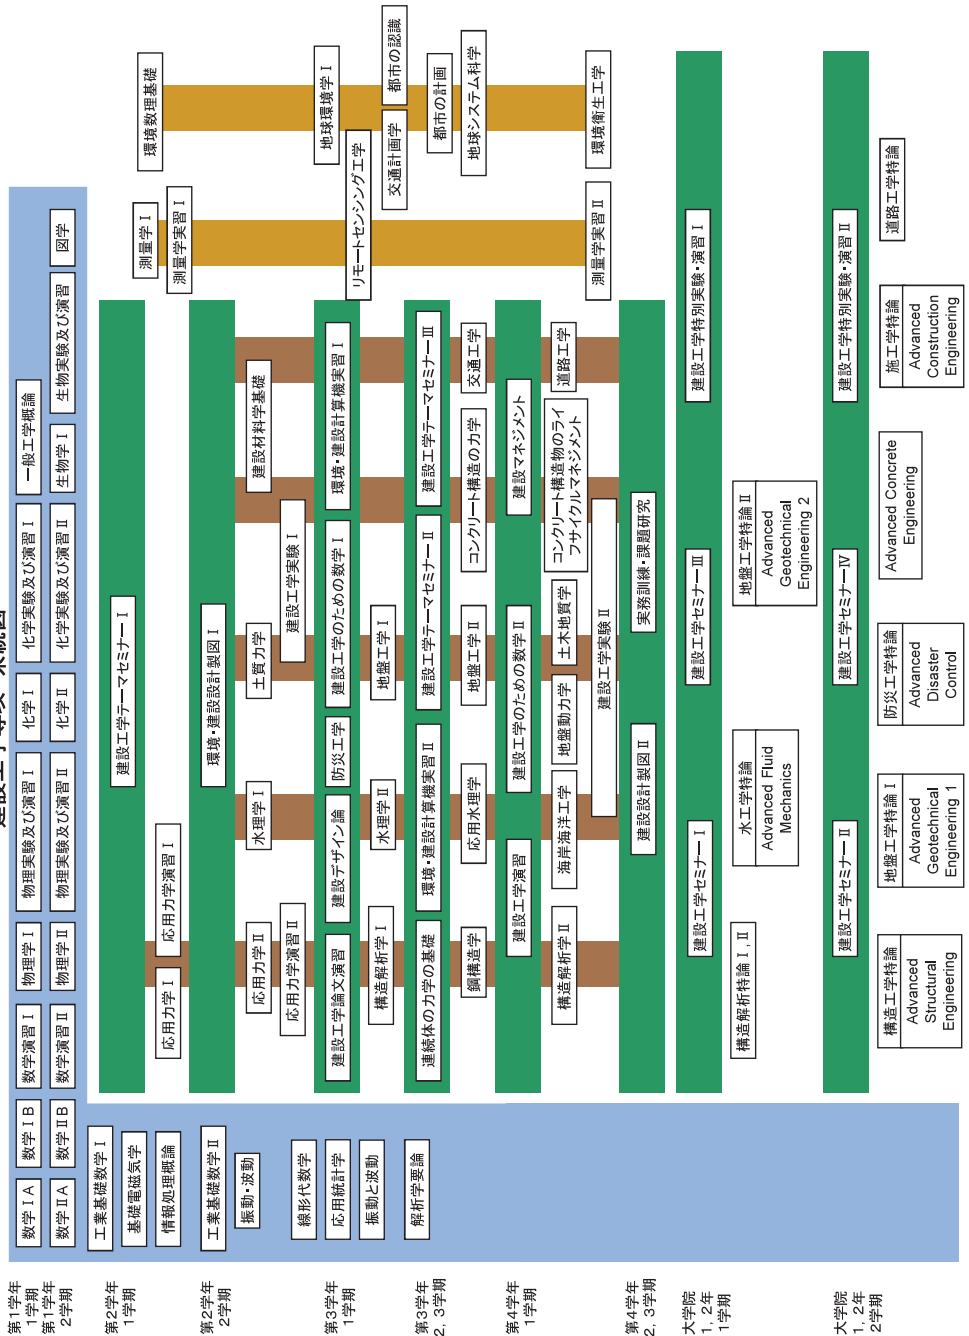 第1学年
1学期
数学ⅠA
数学ⅠB
数学演習Ⅰ
物理学Ⅰ
物理実験及び演習Ⅰ
化学Ⅰ
化学実験及び演習Ⅰ
一般工学概論
第1学年
2学期
数学ⅡA
数学ⅡB
数学演習Ⅱ
物理学Ⅱ
物理実験及び演習Ⅱ
化学Ⅱ
化学実験及び演習Ⅱ
生物学Ⅰ
生物実験及び演習
図学
第2学年
1学期
工業基礎数学Ⅰ
基礎電磁気学
情報処理概論
建設工学テーマセミナーⅠ
応用力学Ⅰ
応用力学演習Ⅰ
測量学Ⅰ
測量学実習Ⅰ
環境数理基礎
第2学年
2学期
工業基礎数学Ⅱ
振動・波動
環境・建設設計製図Ⅰ
応用力学Ⅱ
水理学Ⅰ
土質力学
建設材料学基礎
応用力学演習Ⅱ
建設工学実験Ⅰ
第3学年
1学期
線形代数学
応用統計学
振動と波動
建設工学論文演習
建設デザイン論
防災工学
建設工学のための数学Ⅰ
環境・建設計算機実習Ⅰ
構造解析学Ⅰ
水理学Ⅱ
地盤工学Ⅰ
リモートセンシング工学
地球環境学Ⅰ
交通計画学
都市の認識
第3学年
2, 3学期
解析学要論
連続体の力学の基礎
環境・建設計算機実習Ⅱ
建設工学テーマセミナーⅡ
建設工学テーマセミナーⅢ
都市の計画
鋼構造学
応用水理学
地盤工学Ⅱ
コンクリート構造の力学
交通工学
地球システム科学
第4学年
1学期
建設工学演習
建設工学のための数学Ⅱ
建設マネジメント
構造解析学Ⅱ
海岸海洋工学
地盤動力学
土木地質学
コンクリート構造物のライ
フサイクルマネジメント
道路工学
建設工学実験Ⅱ
測量学実習Ⅱ
環境衛生工学
第4学年
2, 3学期
建設設計製図Ⅱ
実務訓練・課題研究
大学院
1, 2年
1学期
建設工学セミナーⅠ
建設工学セミナーⅢ
建設工学特別実験・演習Ⅰ
構造解析特論Ⅰ,Ⅱ
水工学特論
Advanced Fluid
Mechanics
地盤工学特論Ⅱ
Advanced
Geotechnical
Engineering 2
大学院
1, 2年
2学期
建設工学セミナーⅡ
建設工学セミナーⅣ
建設工学特別実験・演習Ⅱ
構造工学特論
Advanced
Structural
Engineering
地盤工学特論Ⅰ
Advanced
Geotechnical
Engineering 1
防災工学特論
Advanced
Disaster
Control
Advanced Concrete
Engineering
施工学特論
Advanced
Construction
Engineering
道路工学特論